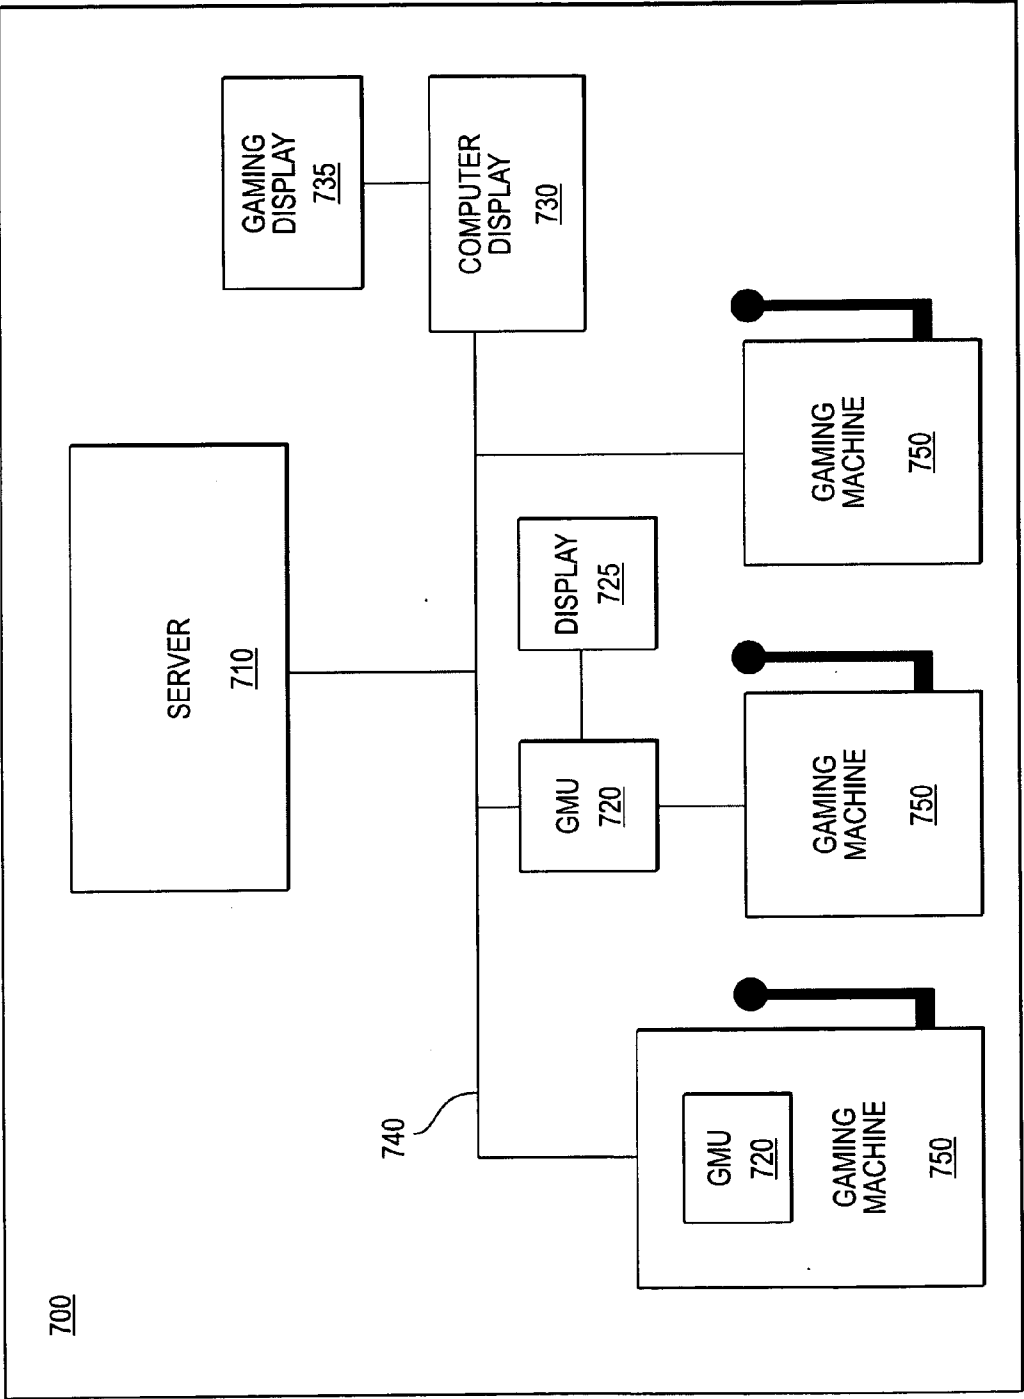 SERVER
710
GAMING
DISPLAY
735
COMPUTER
DISPLAY
730
740
GMU
720
DISPLAY
725
GMU
720
GAMING
MACHINE
750
GAMING
MACHINE
750
GAMING
MACHINE
750
700